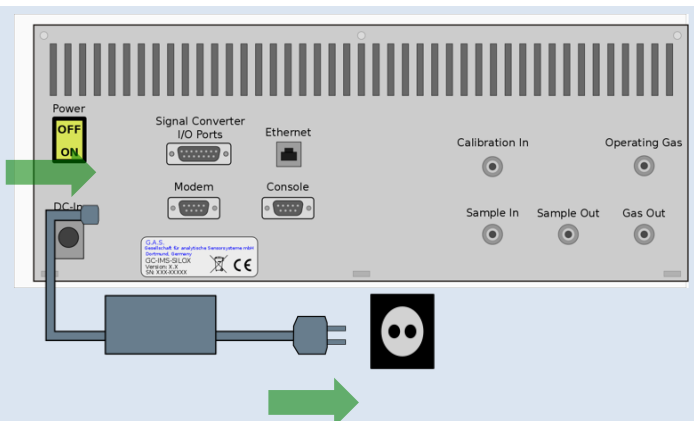 Power
OFF
ON
Signal Converter
I/O Ports
Ethernet
Calibration In
Operating Gas
DC-In
Modem
Console
Sample In
Sample Out
Gas Out
G.A.S.
Gesellschaft für analytische Sensorsysteme mbH
Dortmund, Germany
GC-IMS-SILOX
Version: X.X
SN: XXX-XXXXX
CE